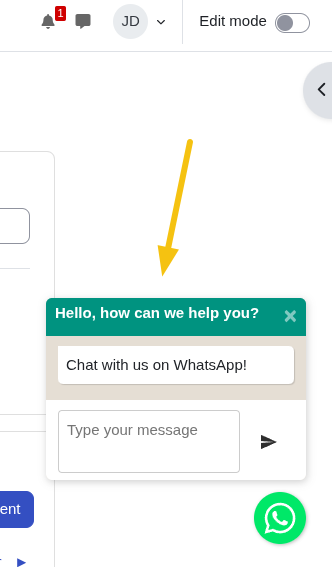 1
JD
Edit mode
Hello, how can we help you?
Chat with us on WhatsApp!
Type your message
ent